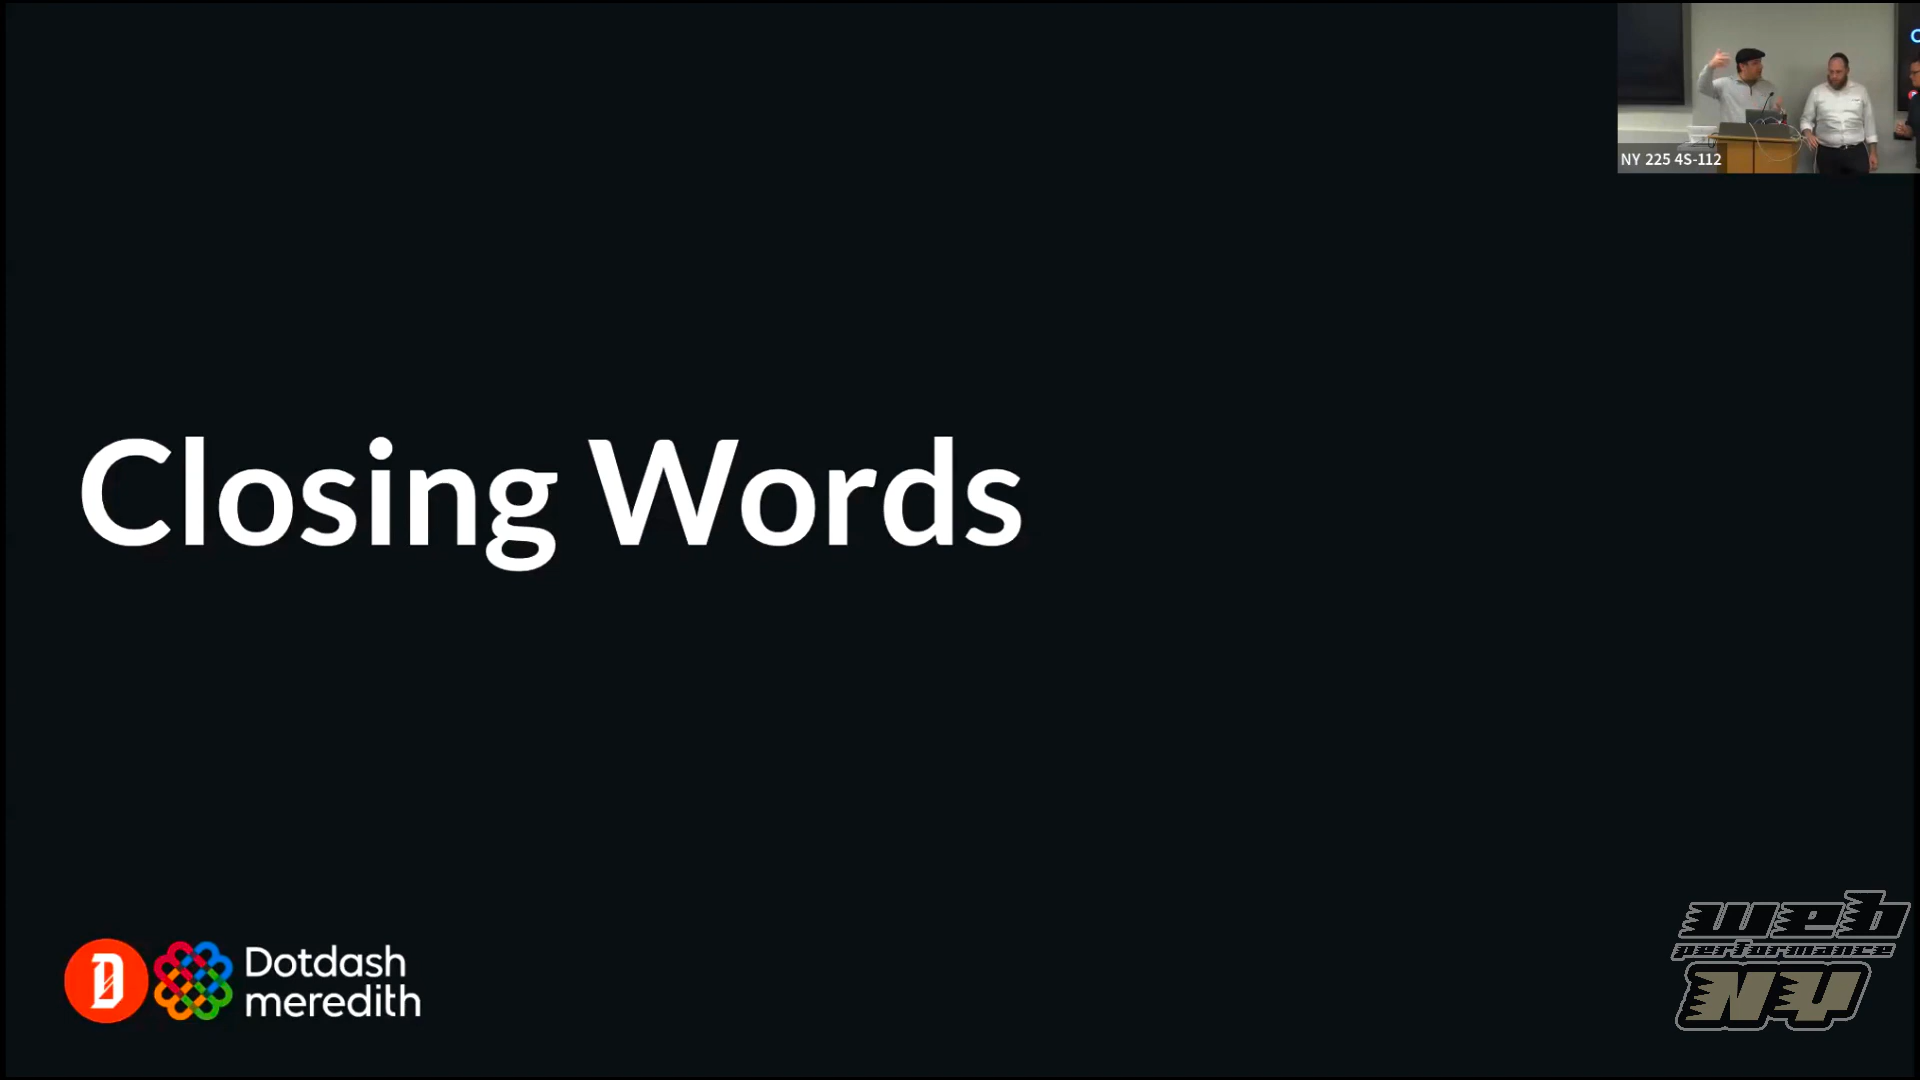 NY 225 4S-112
Closing Words
Dotdash
meredith
web
performance
NY